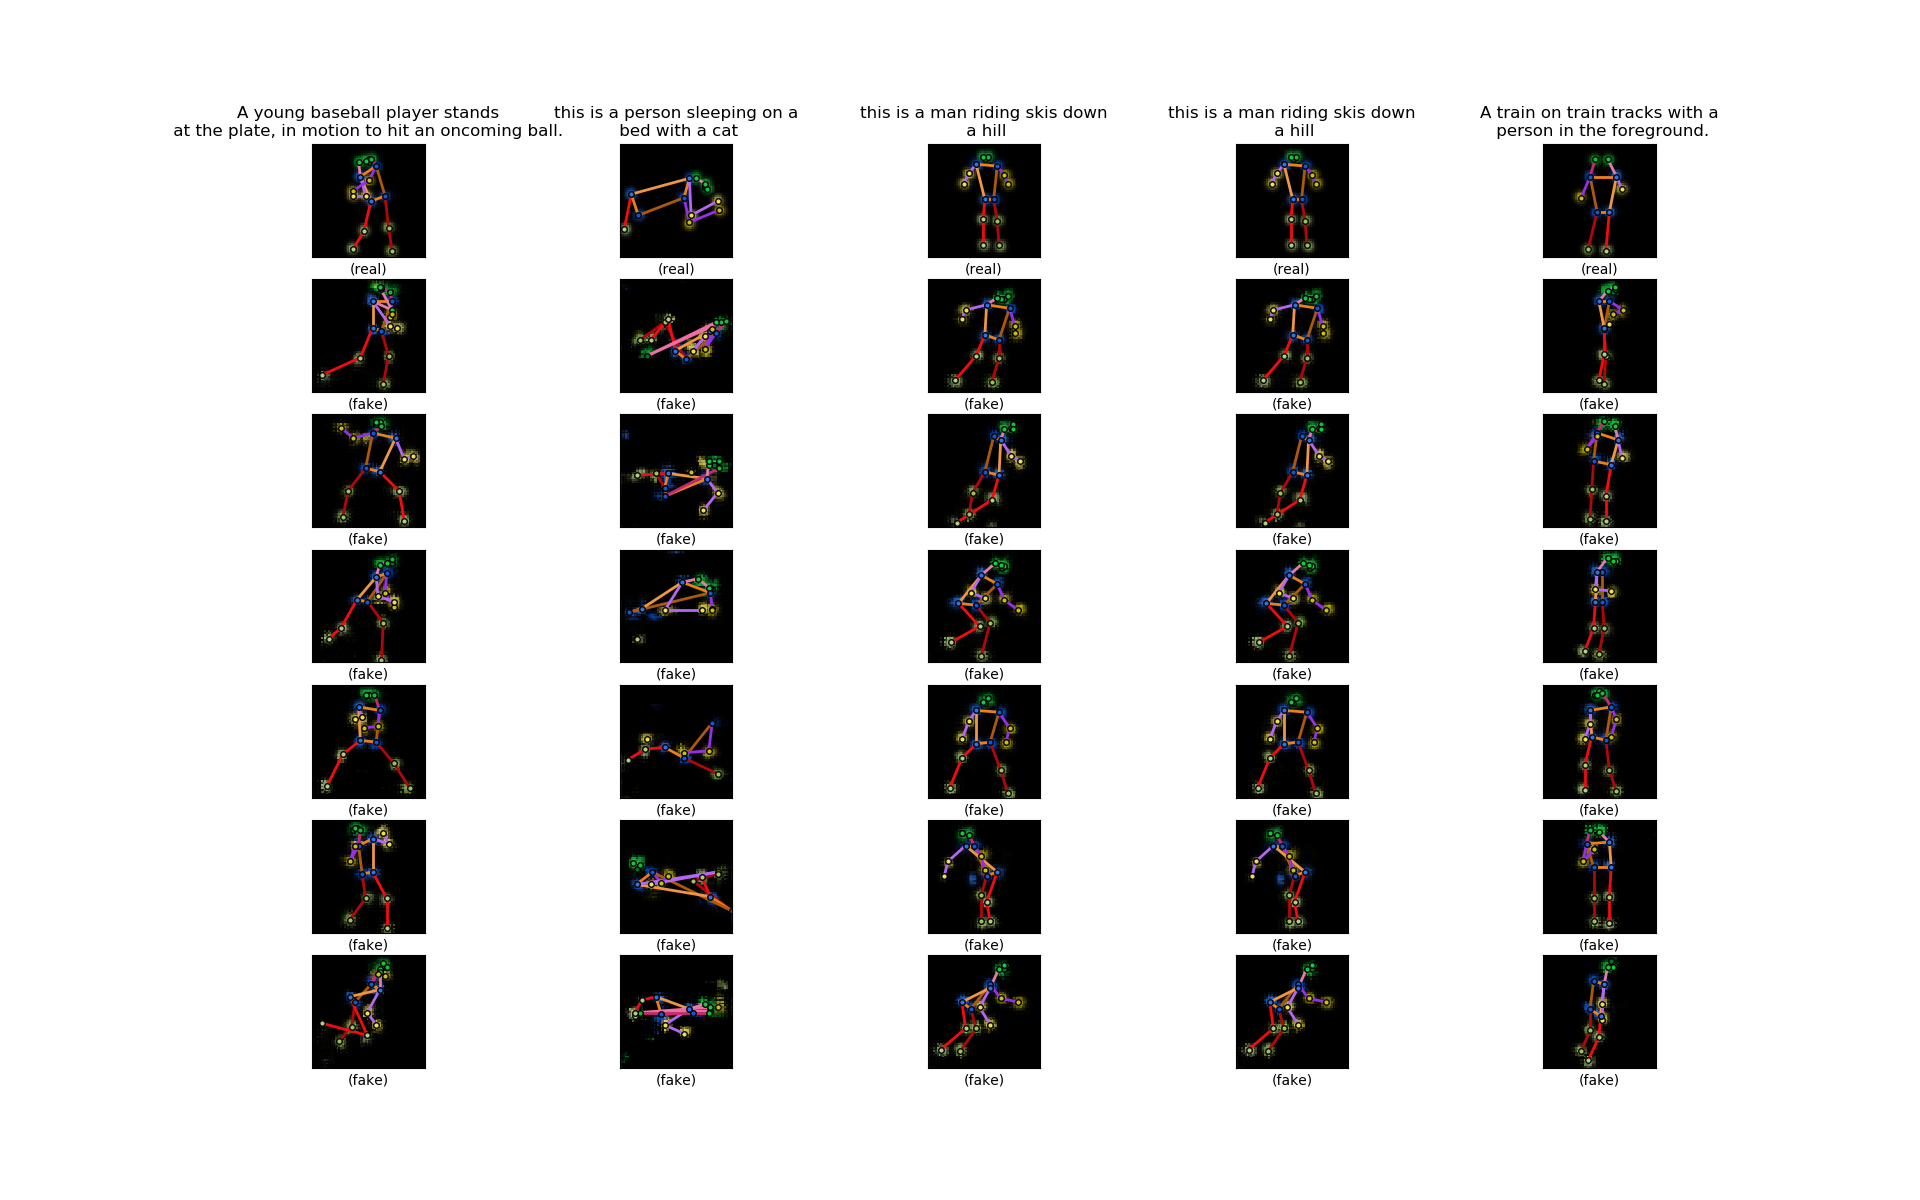 A young baseball player stands
at the plate, in motion to hit an oncoming ball.
this is a person sleeping on a
bed with a cat
this is a man riding skis down
a hill
this is a man riding skis down
a hill
A train on train tracks with a
person in the foreground.
(real) (real) (real) (real) (real)
(fake) (fake) (fake) (fake) (fake)
(fake) (fake) (fake) (fake) (fake)
(fake) (fake) (fake) (fake) (fake)
(fake) (fake) (fake) (fake) (fake)
(fake) (fake) (fake) (fake) (fake)
(fake) (fake) (fake) (fake) (fake)